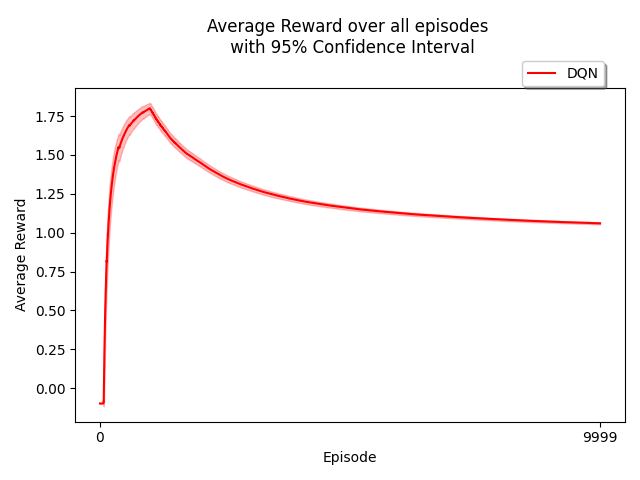 Average Reward over all episodes
with 95% Confidence Interval
DQN
1.75
1.50
1.25
1.00
0.75
0.50
0.25
0.00
Average Reward
0
9999
Episode